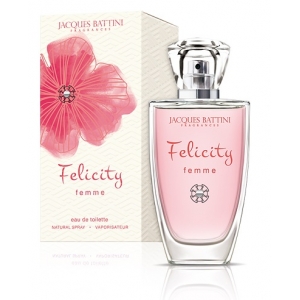 JACQUES BATTINI
FRAGRANCES
Felicity
femme
eau de toilette
NATURAL SPRAY • VAPORISATEUR
JACQUES BATTINI
FRAGRANCES
Felicity
femme